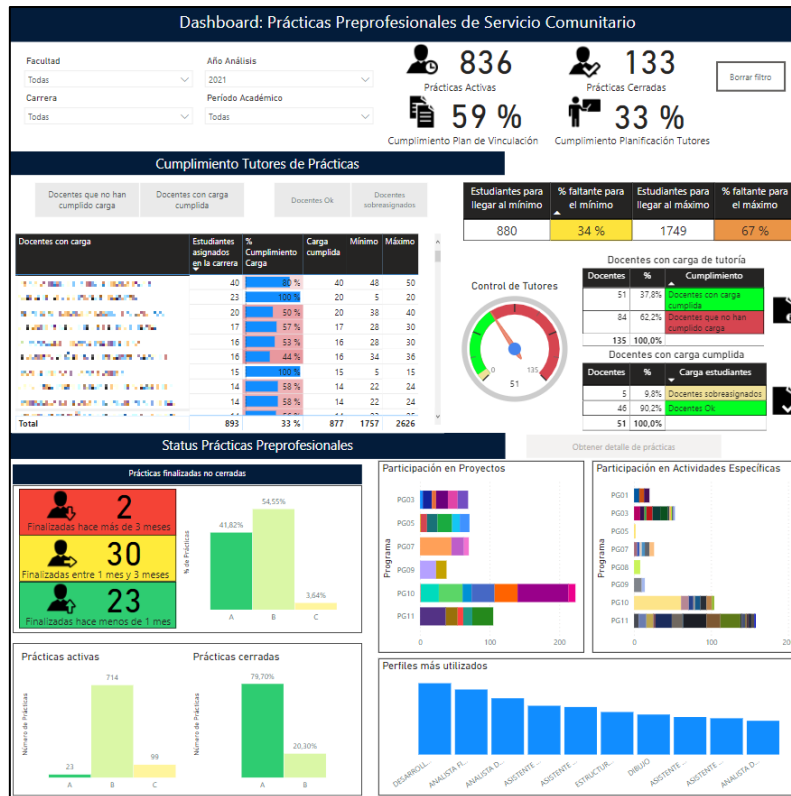 Dashboard: Prácticas Preprofesionales de Servicio Comunitario
Facultad
Todas
Año Análisis
2021
Carrera
Todas
Período Académico
Todas
836
Prácticas Activas
133
Prácticas Cerradas
59 %
Cumplimiento Plan de Vinculación
33 %
Cumplimiento Planificación Tutores
Borrar filtro
Cumplimiento Tutores de Prácticas
Docentes que no han cumplido carga
Docentes con carga cumplida
Docentes Ok
Docentes sobreasignados
Docentes con carga Estudiantes asignados en la carrera % Cumplimiento Carga Carga cumplida Mínimo Máximo
40 80 % 40 48 50
23 100 % 20 5 20
20 50 % 20 38 40
17 57 % 17 28 30
16 53 % 16 28 30
16 44 % 16 34 36
15 100 % 15 5 15
14 58 % 14 22 24
14 58 % 14 22 24
Total 893 33 % 877 1757 2626
Estudiantes para llegar al mínimo % faltante para el mínimo Estudiantes para llegar al máximo % faltante para el máximo
880 34 % 1749 67 %
Control de Tutores
0 135
51
Docentes con carga de tutoría
Docentes % Cumplimiento
51 37,8% Docentes con carga cumplida
84 62,2% Docentes que no han cumplido carga
135 100,0%
Docentes con carga cumplida
Docentes % Carga estudiantes
5 9.8% Docentes sobreasignados
46 90,2% Docentes Ok
51 100,0%
Status Prácticas Preprofesionales
Obtener detalle de prácticas
Prácticas finalizadas no cerradas
2
Finalizadas hace más de 3 meses
30
Finalizadas entre 1 mes y 3 meses
23
Finalizadas hace menos de 1 mes
% de Prácticas
41,82%
54,55%
3,64%
A B C
Participación en Proyectos
Programa
PG03
PG05
PG07
PG09
PG10
PG11
0 100 200
Participación en Actividades Específicas
Programa
PG01
PG03
PG05
PG07
PG08
PG09
PG10
PG11
0 100 200
Prácticas activas
Número de Prácticas
23
714
99
A B C
Prácticas cerradas
Número de Prácticas
79,70%
20,30%
A B
Perfiles más utilizados
DESARROLL...
ANALISTA FI...
ANALISTA D...
ASISTENTE ...
ASISTENTE ...
ESTRUCTUR...
DIBUJO
ASISTENTE ...
ASISTENTE ...
ANALISTA D...